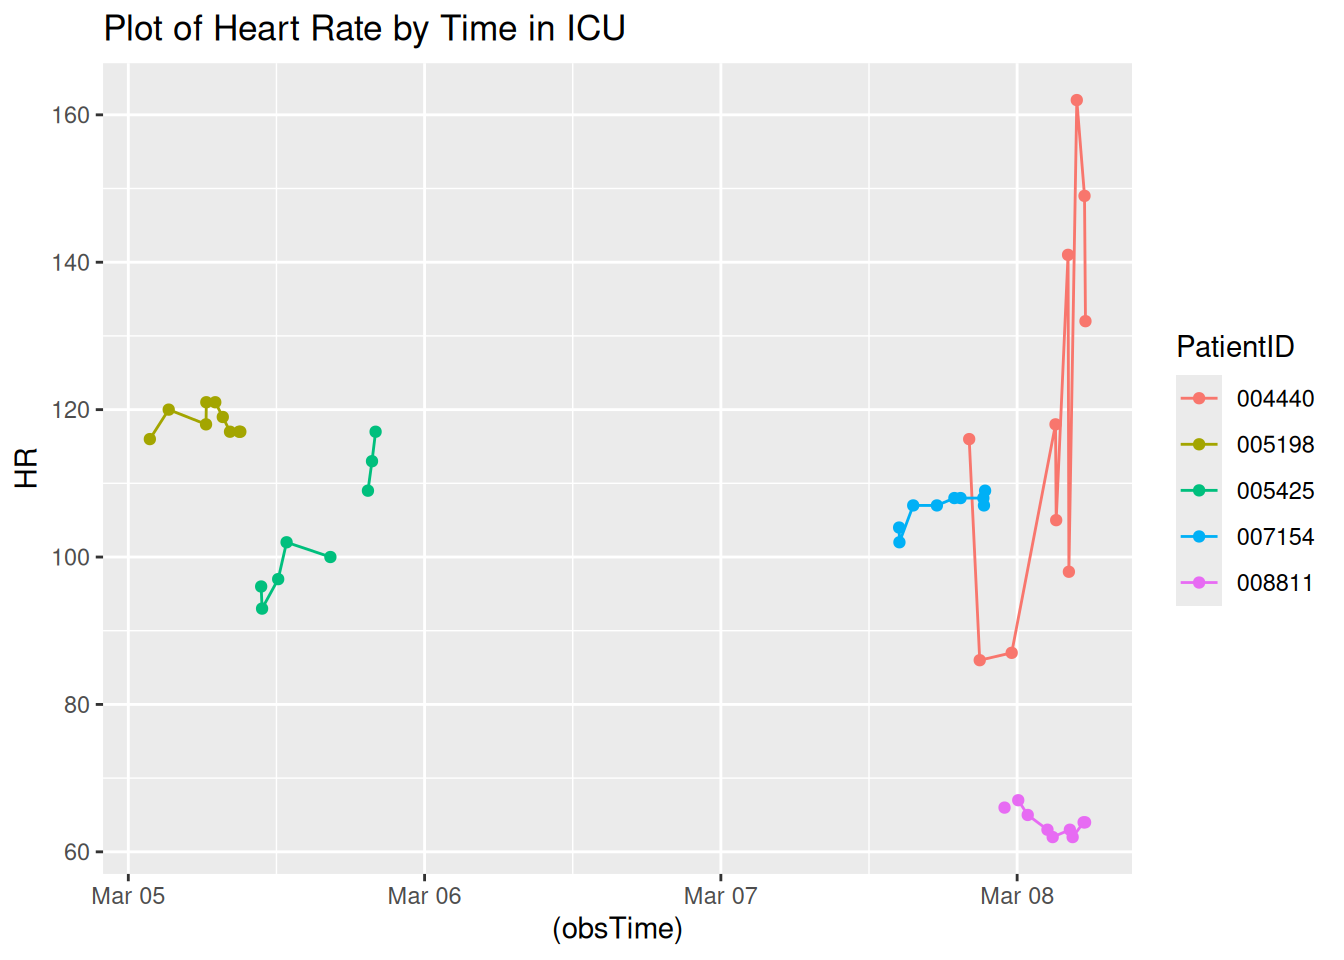 Plot of Heart Rate by Time in ICU
160
140
120
100
80
60
HR
Mar 05
Mar 06
Mar 07
Mar 08
(obsTime)
PatientID
004440
005198
005425
007154
008811